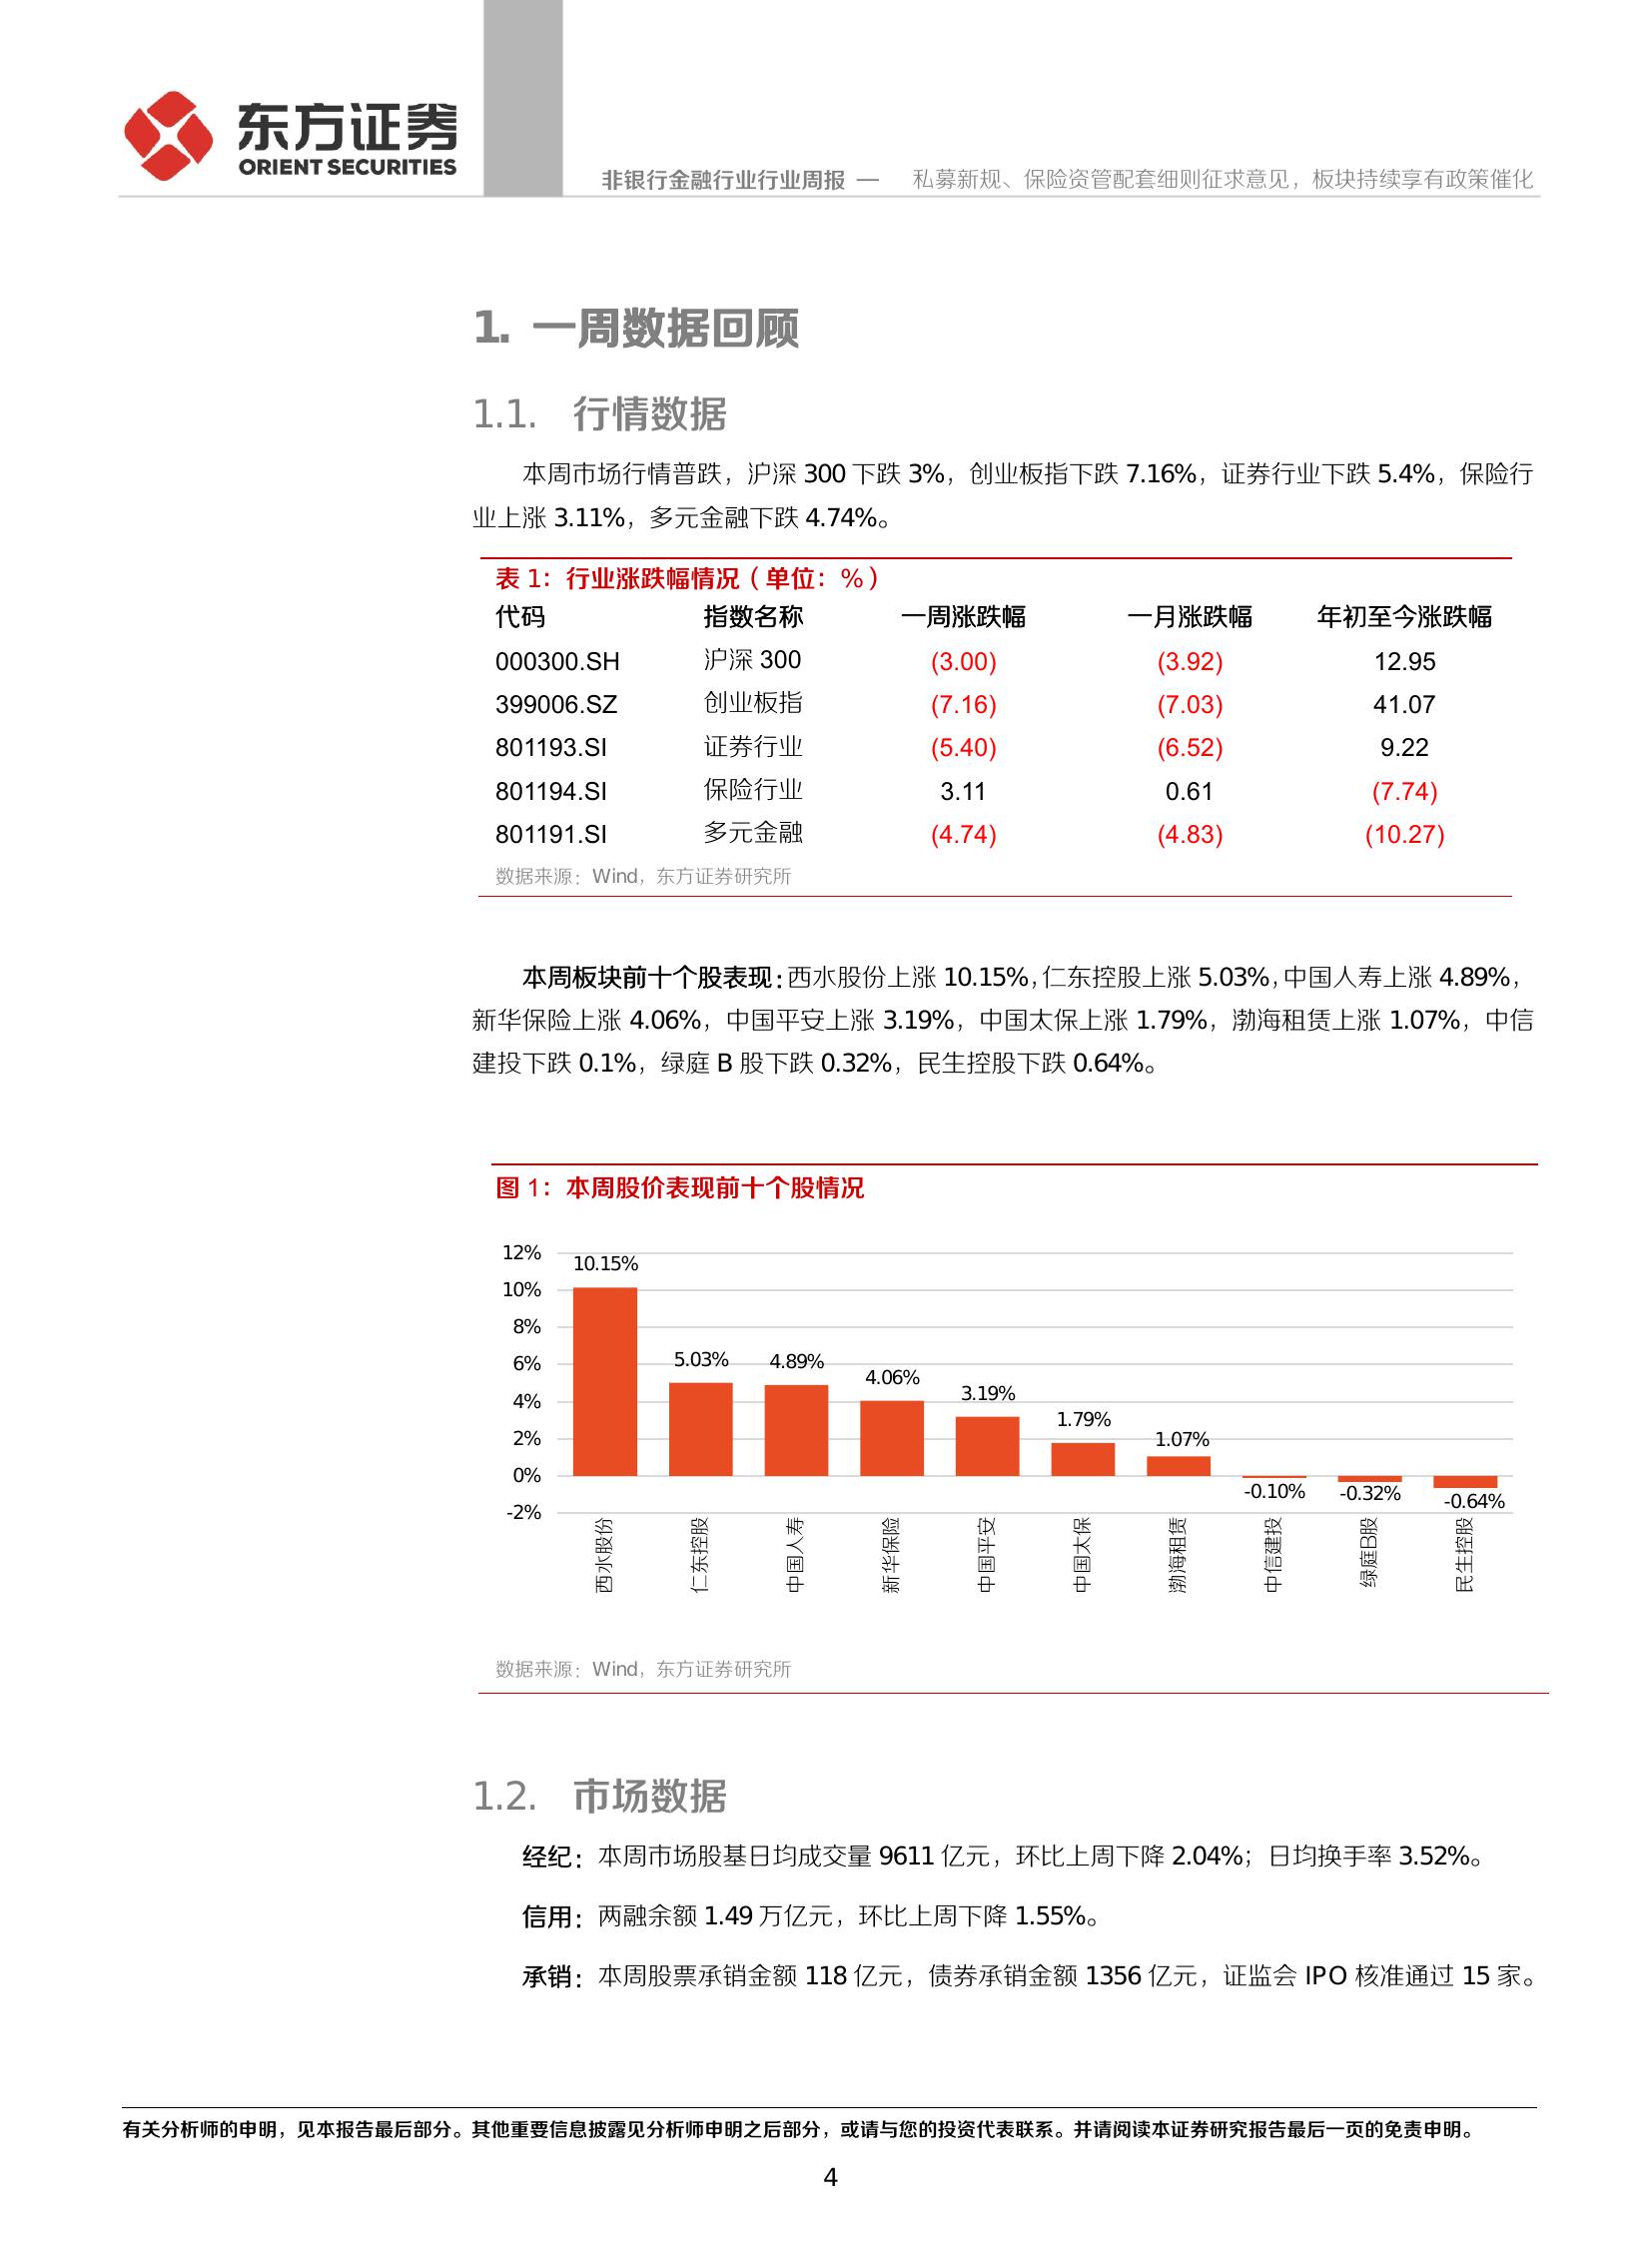 东方证券
ORIENT SECURITIES
非银行金融行业行业周报 — 私募新规、保险资管配套细则征求意见，板块持续享有政策催化
1. 一周数据回顾
1.1. 行情数据
本周市场行情普跌，沪深 300 下跌 3%，创业板指下跌 7.16%，证券行业下跌 5.4%，保险行
业上涨 3.11%，多元金融下跌 4.74%。
表 1：行业涨跌幅情况（单位：%）
代码 指数名称 一周涨跌幅 一月涨跌幅 年初至今涨跌幅
000300.SH 沪深 300 (3.00) (3.92) 12.95
399006.SZ 创业板指 (7.16) (7.03) 41.07
801193.SI 证券行业 (5.40) (6.52) 9.22
801194.SI 保险行业 3.11 0.61 (7.74)
801191.SI 多元金融 (4.74) (4.83) (10.27)
数据来源：Wind，东方证券研究所
本周板块前十个股表现：西水股份上涨 10.15%，仁东控股上涨 5.03%，中国人寿上涨 4.89%，
新华保险上涨 4.06%，中国平安上涨 3.19%，中国太保上涨 1.79%，渤海租赁上涨 1.07%，中信
建投下跌 0.1%，绿庭 B 股下跌 0.32%，民生控股下跌 0.64%。
图 1：本周股价表现前十个股情况
12%
10%
8%
6%
4%
2%
0%
-2%
10.15%
5.03%
4.89%
4.06%
3.19%
1.79%
1.07%
-0.10%
-0.32%
-0.64%
西水股份
仁东控股
中国人寿
新华保险
中国平安
中国太保
渤海租赁
中信建投
绿庭B股
民生控股
数据来源：Wind，东方证券研究所
1.2. 市场数据
经纪：本周市场股基日均成交量 9611 亿元，环比上周下降 2.04%；日均换手率 3.52%。
信用：两融余额 1.49 万亿元，环比上周下降 1.55%。
承销：本周股票承销金额 118 亿元，债券承销金额 1356 亿元，证监会 IPO 核准通过 15 家。
有关分析师的申明，见本报告最后部分。其他重要信息披露见分析师申明之后部分，或请与您的投资代表联系。并请阅读本证券研究报告最后一页的免责申明。
4